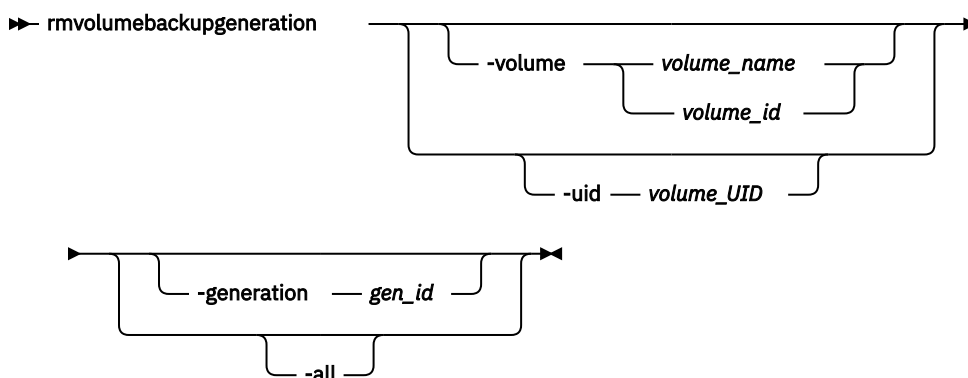 rmvolumebackupgeneration
-volume volume_name
volume_id
-uid volume_UID
-generation gen_id
-all